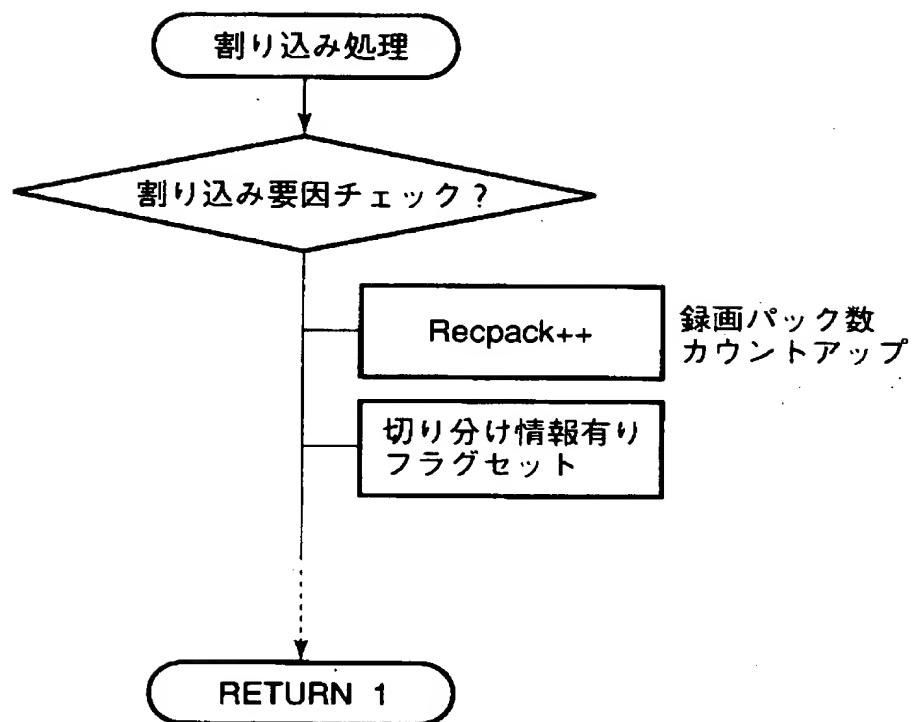 割り込み処理
割り込み要因チェック?
Recpack++
録画パック数
カウントアップ
切り分け情報有り
フラグセット
RETURN 1